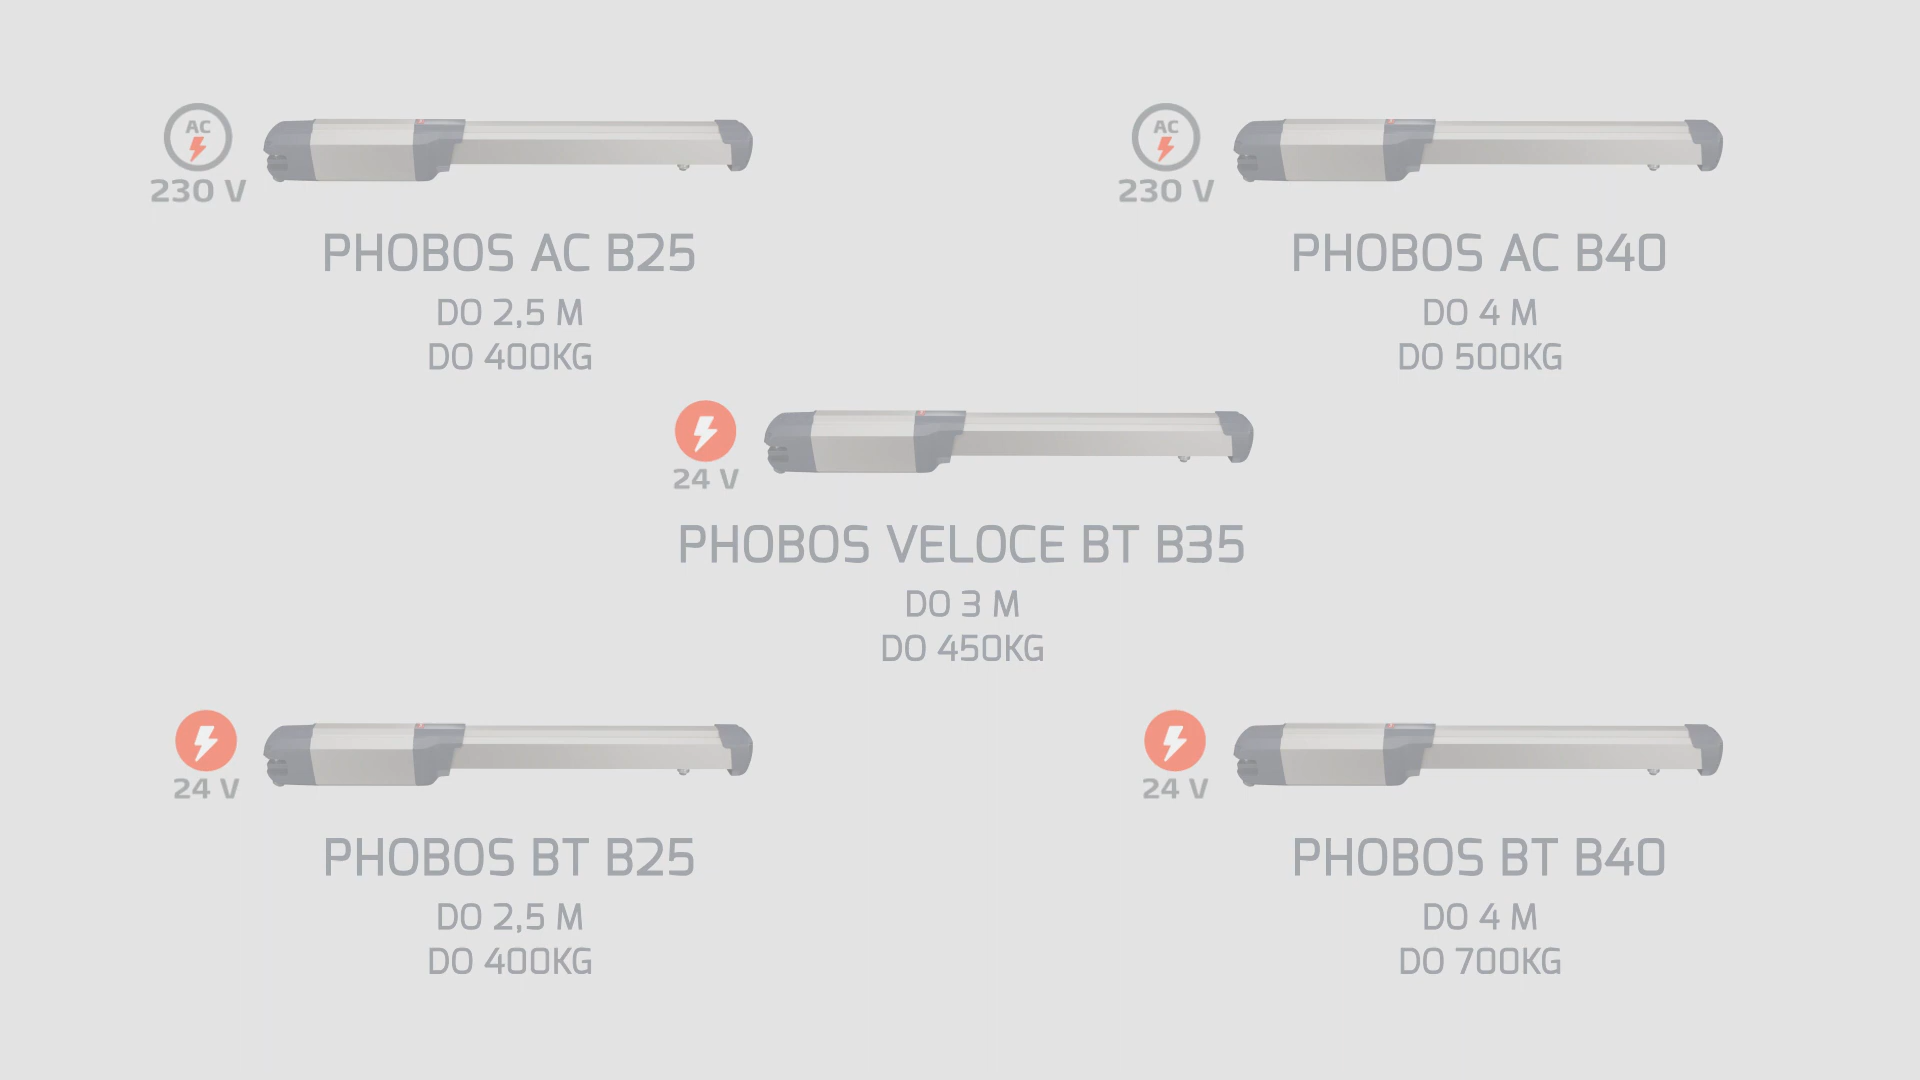 AC
230 V
PHOBOS AC B25
DO 2,5 M
DO 400KG
AC
230 V
PHOBOS AC B40
DO 4 M
DO 500KG
24 V
PHOBOS VELOCE BT B35
DO 3 M
DO 450KG
24 V
PHOBOS BT B25
DO 2,5 M
DO 400KG
24 V
PHOBOS BT B40
DO 4 M
DO 700KG